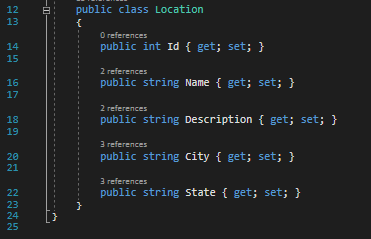 12 public class Location
13 {
0 references
14 public int Id { get; set; }
15
2 references
16 public string Name { get; set; }
17
2 references
18 public string Description { get; set; }
19
3 references
20 public string City { get; set; }
21
3 references
22 public string State { get; set; }
23 }
24 }
25